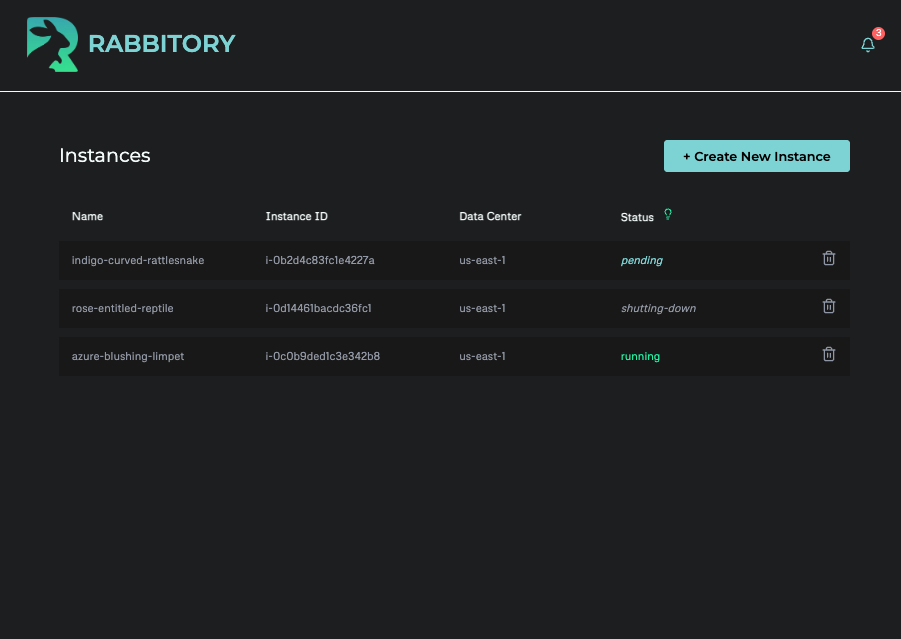 RABBITORY
3
Instances
+ Create New Instance
Name Instance ID Data Center Status
indigo-curved-rattlesnake i-0b2d4c83fc1e4227a us-east-1 pending
rose-entitled-reptile i-0d14461bacdc36fc1 us-east-1 shutting-down
azure-blushing-limpet i-0c0b9ded1c3e342b8 us-east-1 running